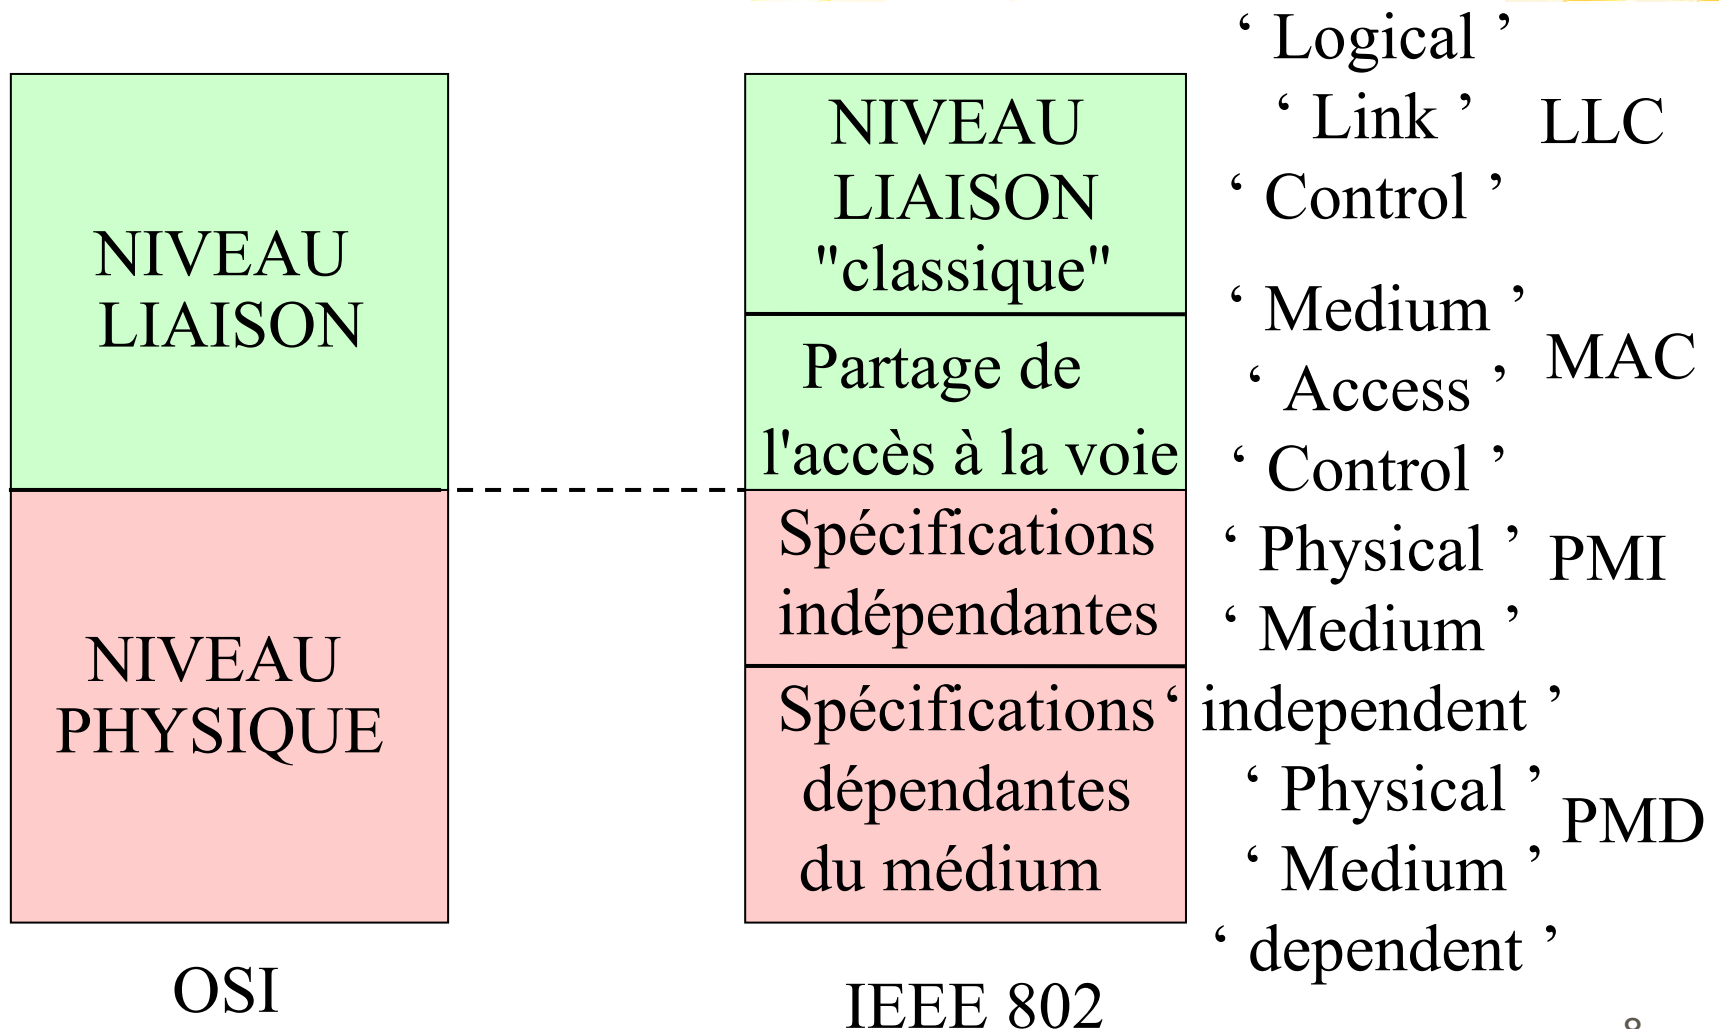 NIVEAU
LIAISON
NIVEAU
PHYSIQUE
OSI
NIVEAU
LIAISON
"classique"
Partage de
l'accès à la voie
Spécifications
indépendantes
Spécifications
dépendantes
du médium
IEEE 802
‘ Logical ’
‘ Link ’ LLC
‘ Control ’
‘ Medium ’
‘ Access ’ MAC
‘ Control ’
‘ Physical ’ PMI
‘ Medium ’
‘ independent ’
‘ Physical ’
‘ Medium ’ PMD
‘ dependent ’